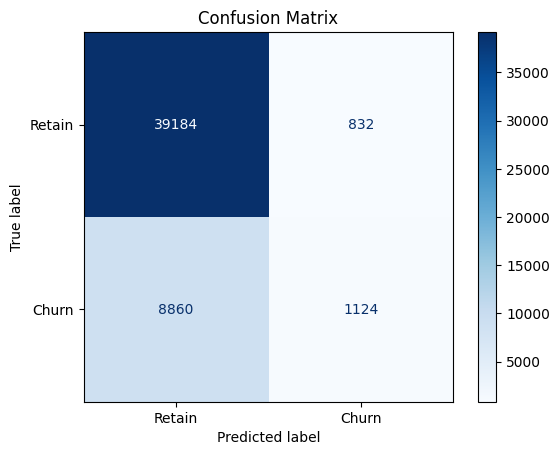 Confusion Matrix
True label
Retain
39184
832
Churn
8860
1124
Retain
Churn
Predicted label
35000
30000
25000
20000
15000
10000
5000